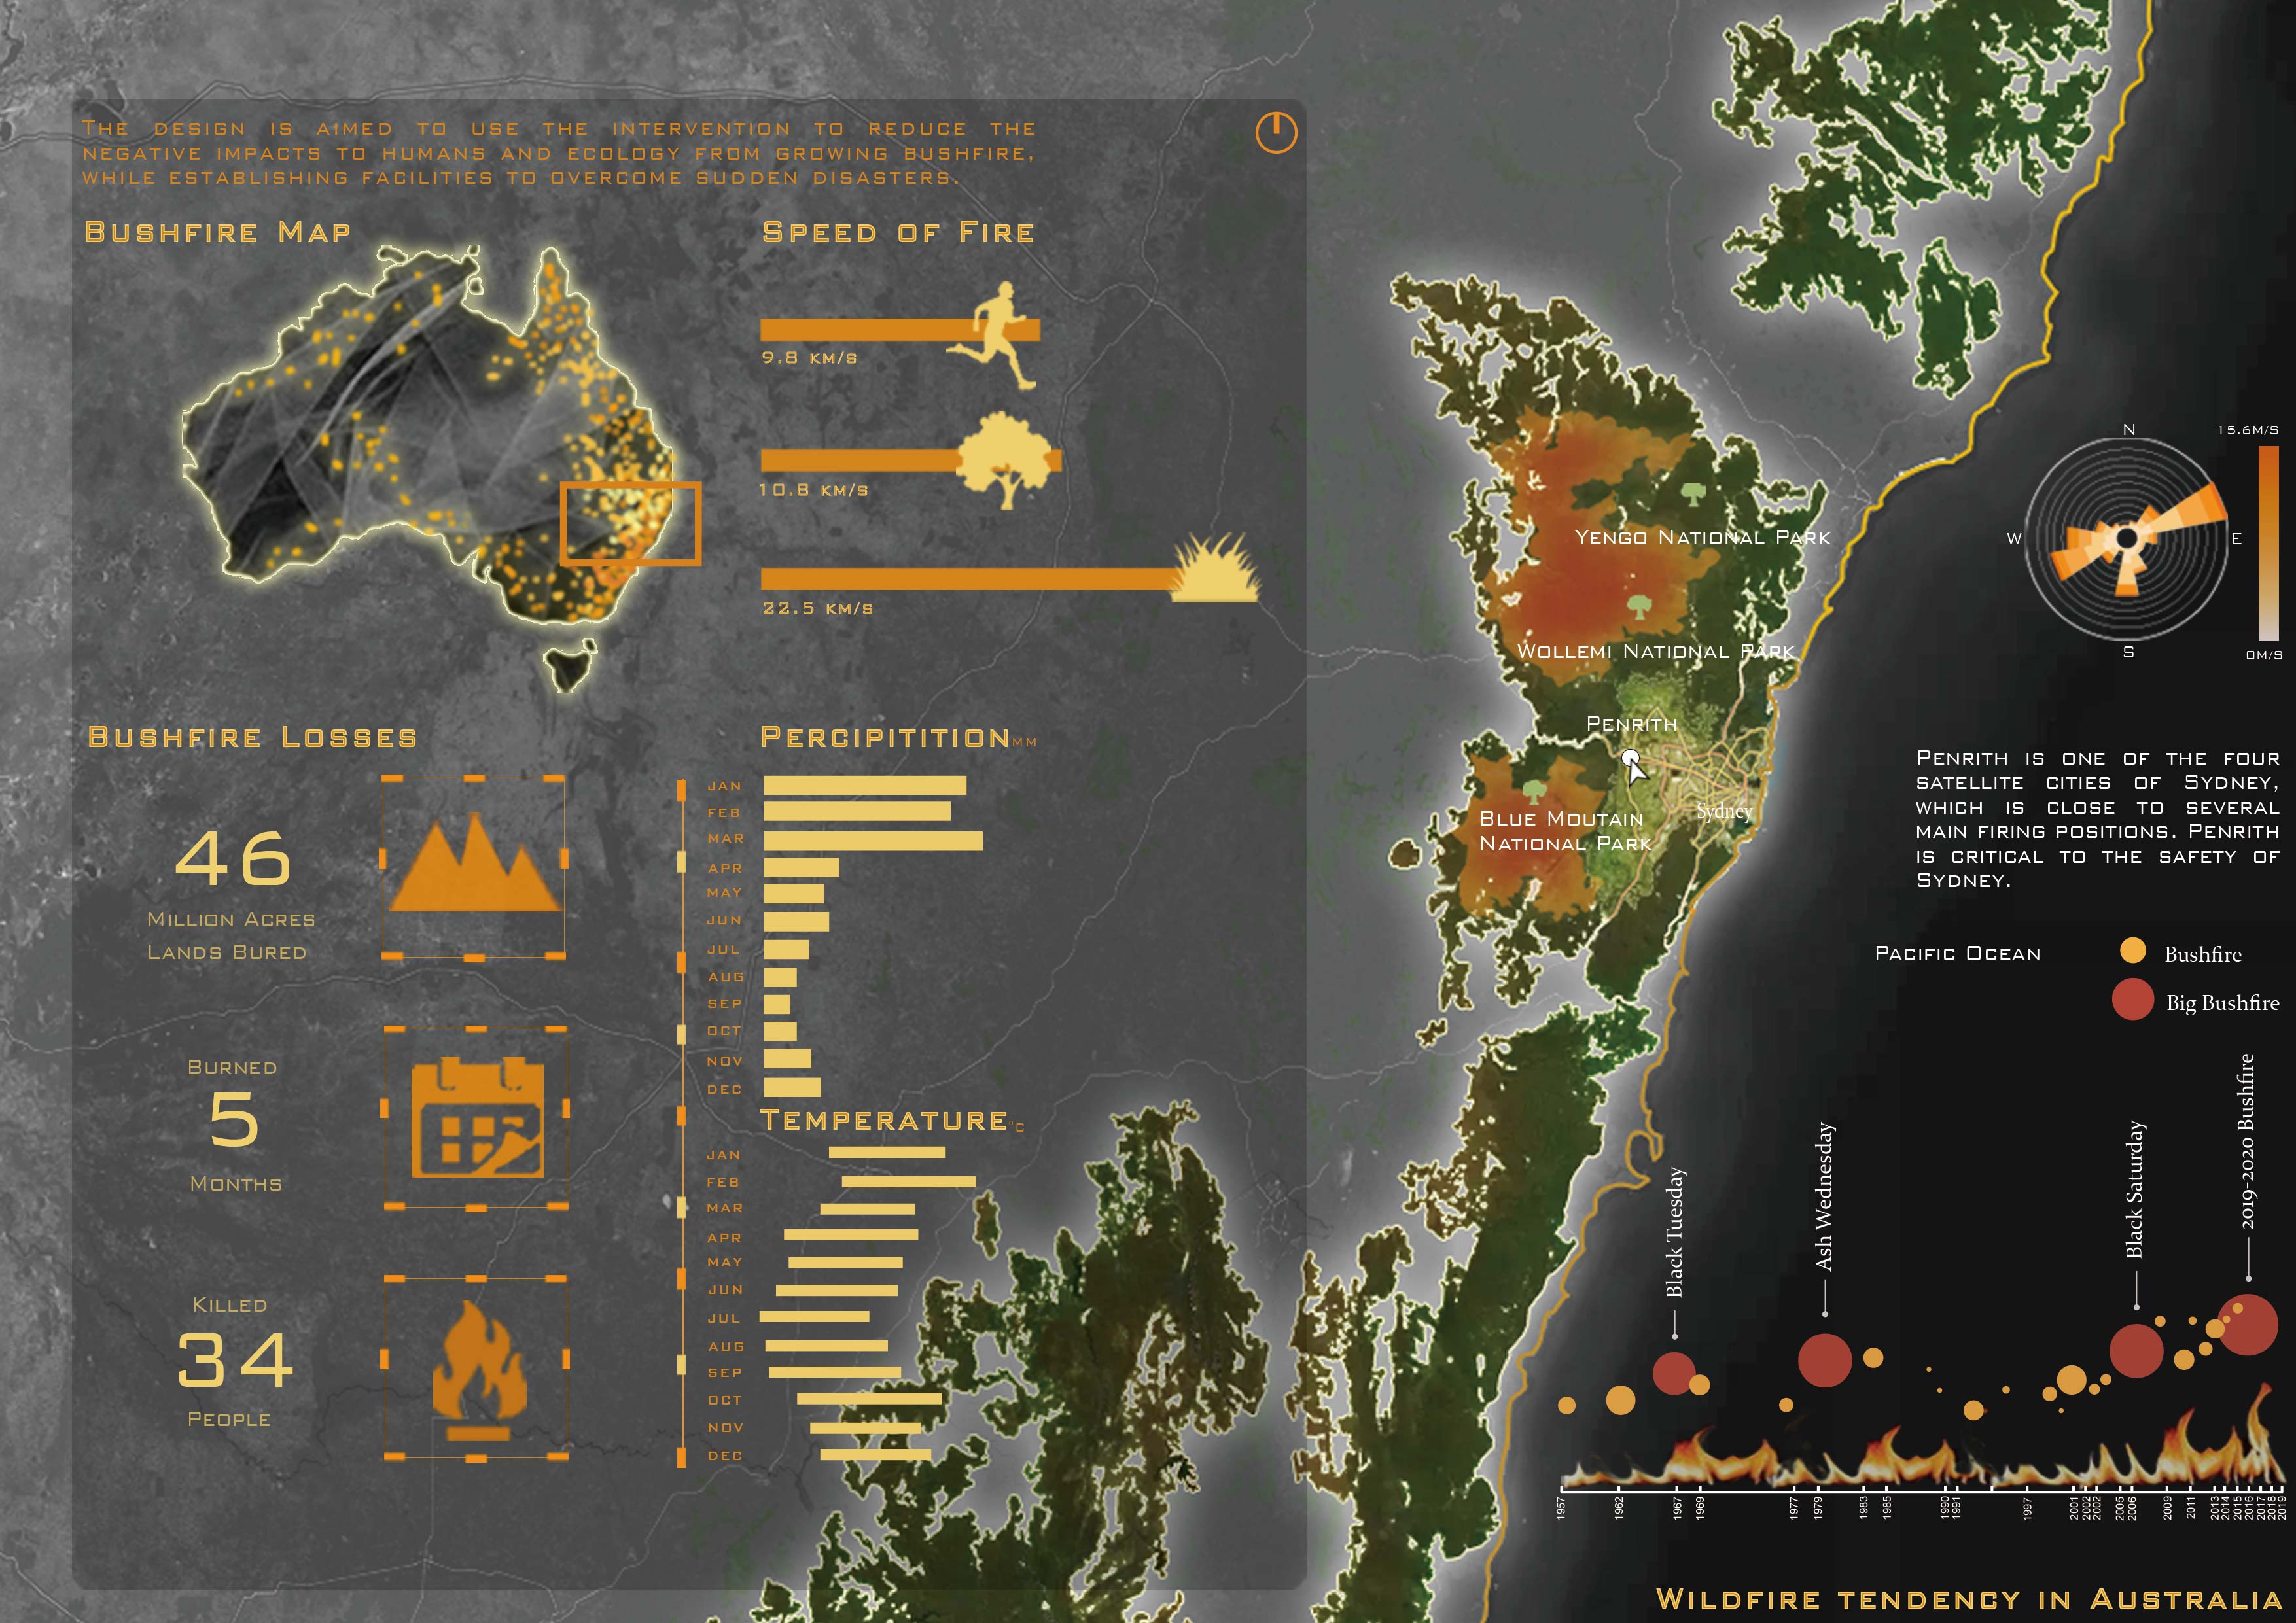 The design is aimed to use the intervention to reduce the
negative impacts to humans and ecology from growing bushfire,
while establishing facilities to overcome sudden disasters.
Bushfire Map
Speed of Fire
9.8 km/s
10.8 km/s
22.5 km/s
Bushfire Losses
46
Million Acres
Lands Bured
Burned
5
Months
Killed
34
People
Percipitition mm
Jan
Feb
Mar
Apr
May
Jun
Jul
Aug
Sep
Oct
Nov
Dec
Temperature °C
Jan
Feb
Mar
Apr
May
Jun
Jul
Aug
Sep
Oct
Nov
Dec
Yengo National Park
Wollemi National Park
Penrith
Sydney
Blue Moutain
National Park
N
W
E
S
15.6m/s
0m/s
Penrith is one of the four
satellite cities of Sydney,
which is close to several
main firing positions. Penrith
is critical to the safety of
Sydney.
Pacific Ocean
Bushfire
Big Bushfire
Black Tuesday
Ash Wednesday
Black Saturday
2019-2020 Bushfire
1957
1962
1967
1969
1977
1979
1983
1985
1990
1991
1997
2001
2002
2002
2005
2006
2009
2011
2013
2014
2015
2016
2017
2018
2019
Wildfire tendency in Australia